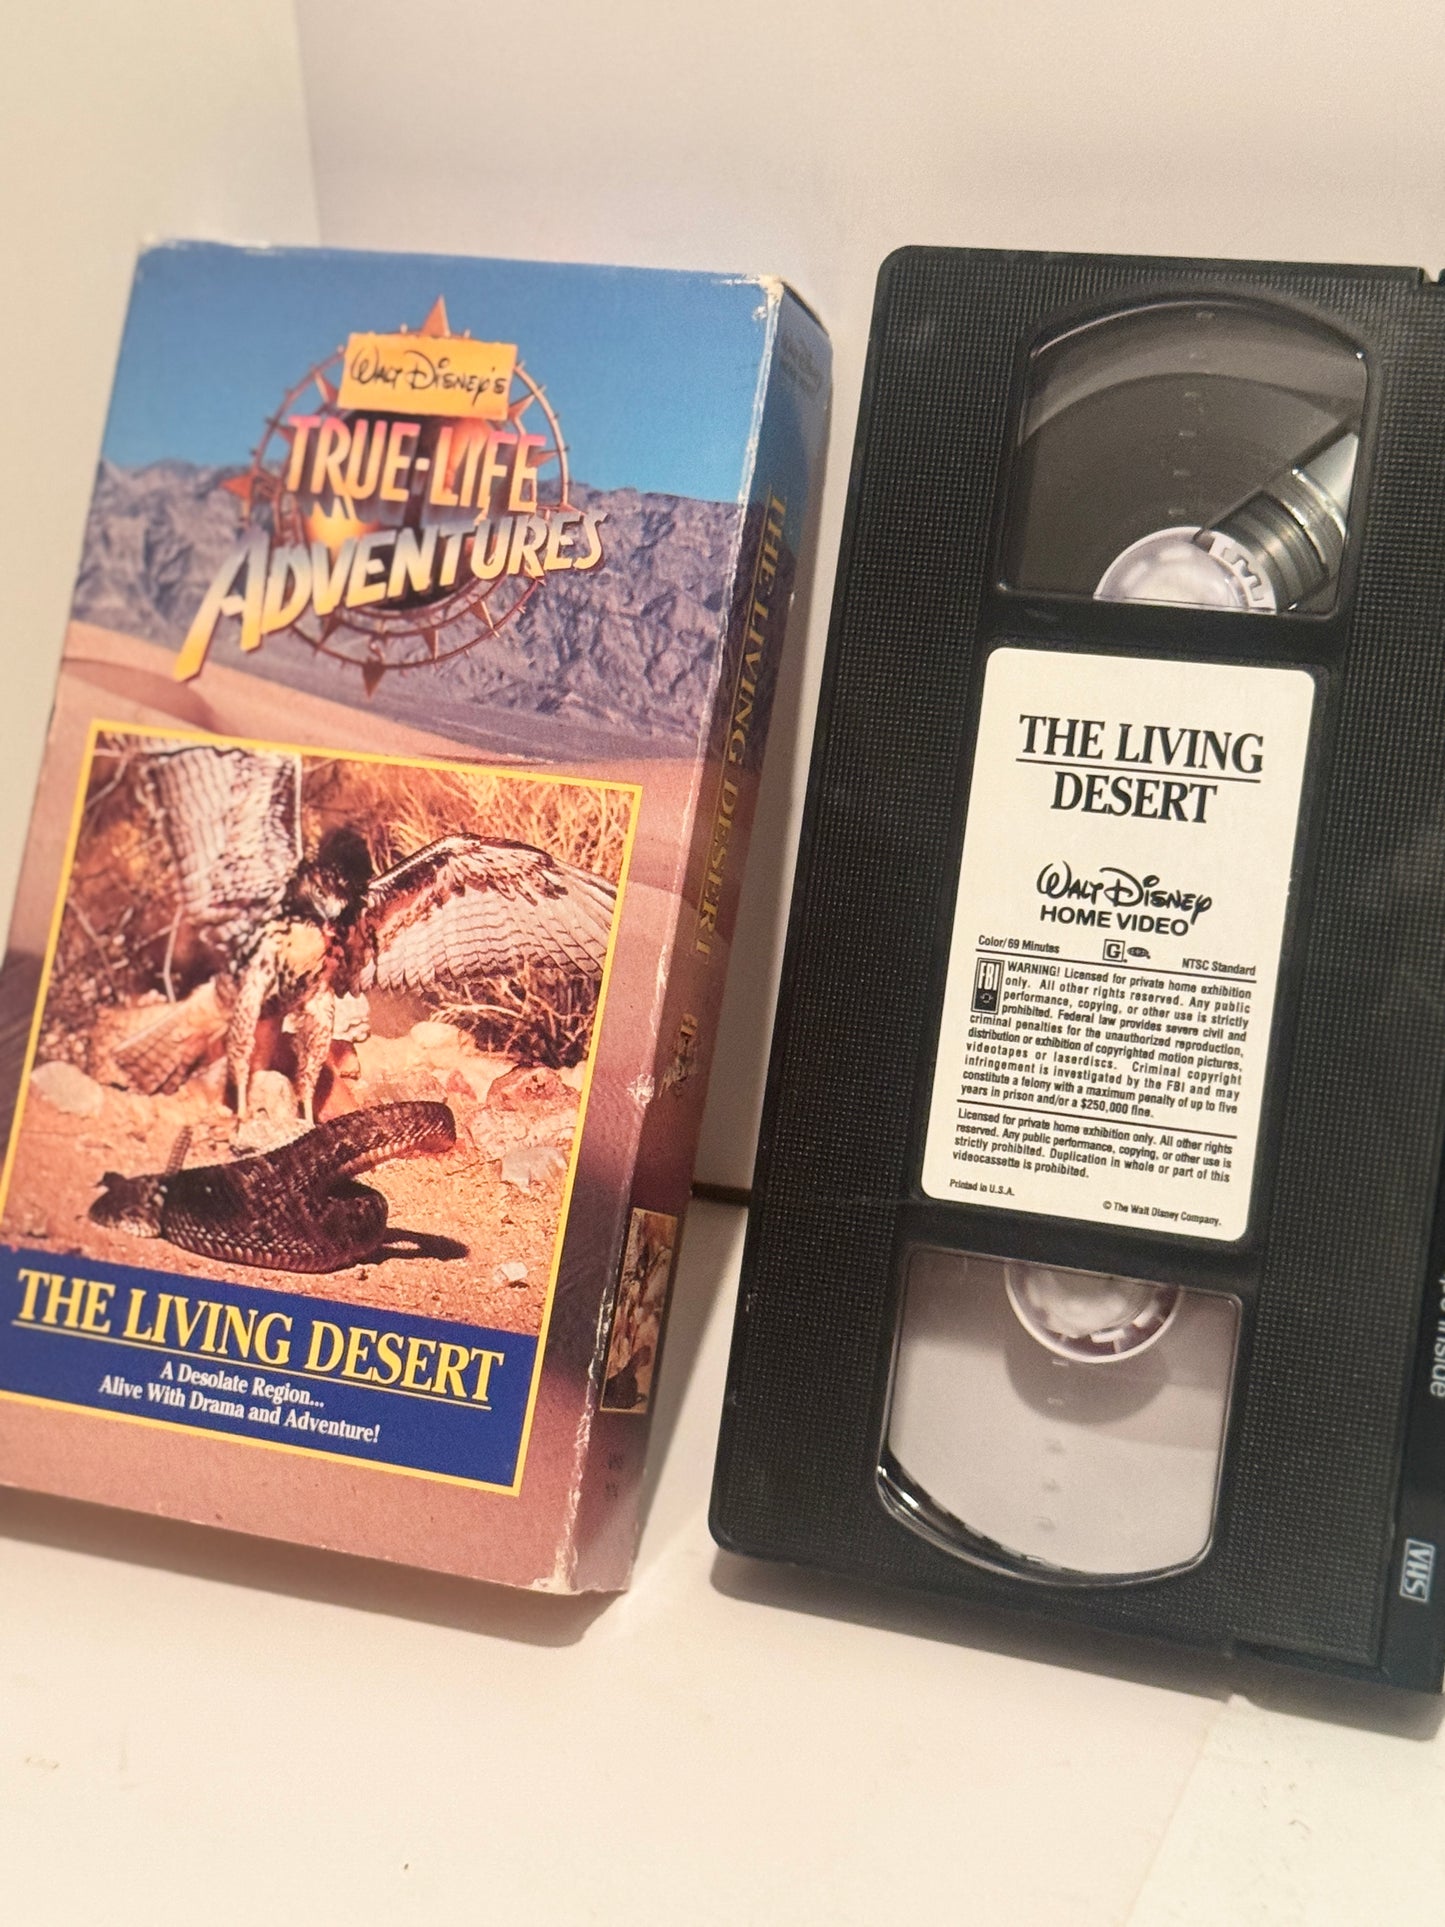 WALT DISNEY'S
TRUE-LIFE
ADVENTURES
THE LIVING DESERT
A Desolate Region...
Alive With Drama and Adventure!
THE LIVING DESERT
THE LIVING
DESERT
WALT DISNEY
HOME VIDEO
Color/69 Minutes
G
NTSC Standard
FBI
WARNING! Licensed for private home exhibition
only. All other rights reserved. Any public
performance, copying, or other use is strictly
prohibited. Federal law provides severe civil and
criminal penalties for the unauthorized reproduction,
distribution or exhibition of copyrighted motion pictures,
videotapes or laserdiscs. Criminal copyright
infringement is investigated by the FBI and may
constitute a felony with a maximum penalty of up to five
years in prison and/or a $250,000 fine.
Licensed for private home exhibition only. All other rights
reserved. Any public performance, copying, or other use is
strictly prohibited. Duplication in whole or part of this
videocassette is prohibited.
Printed in U.S.A.
© The Walt Disney Company.
VHS